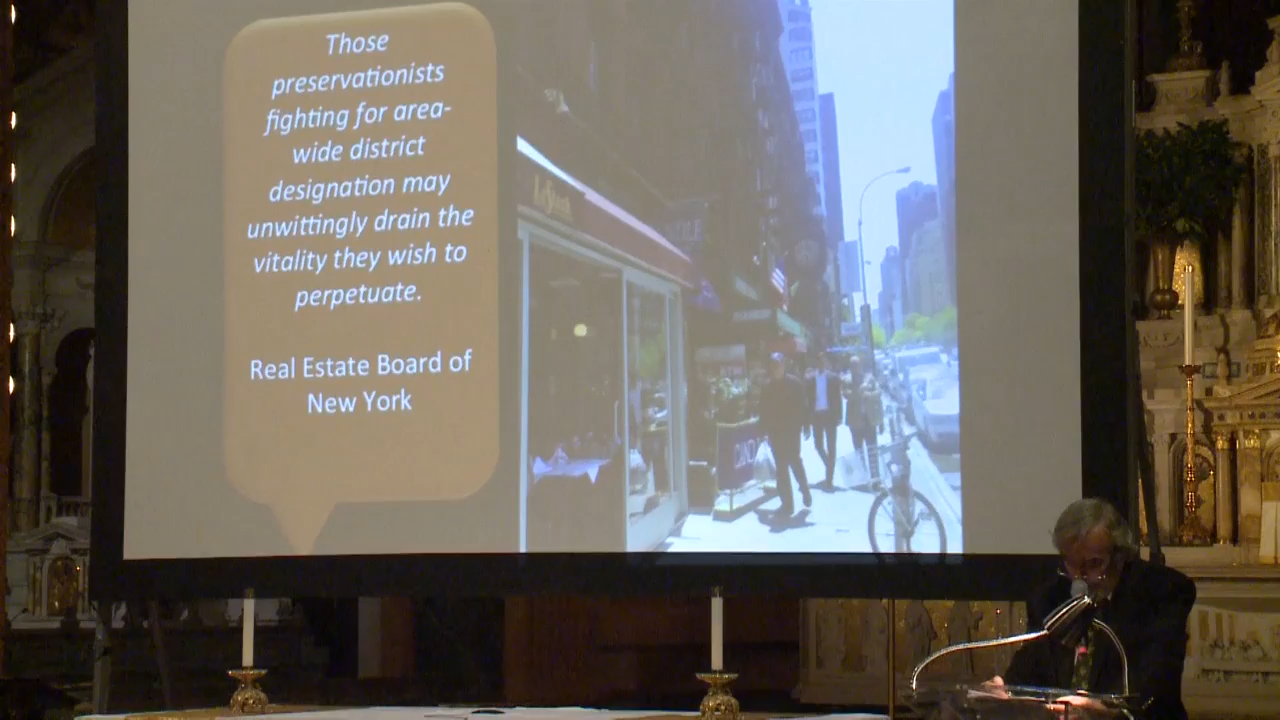 Those
preservationists
fighting for area-
wide district
designation may
unwittingly drain the
vitality they wish to
perpetuate.
Real Estate Board of
New York